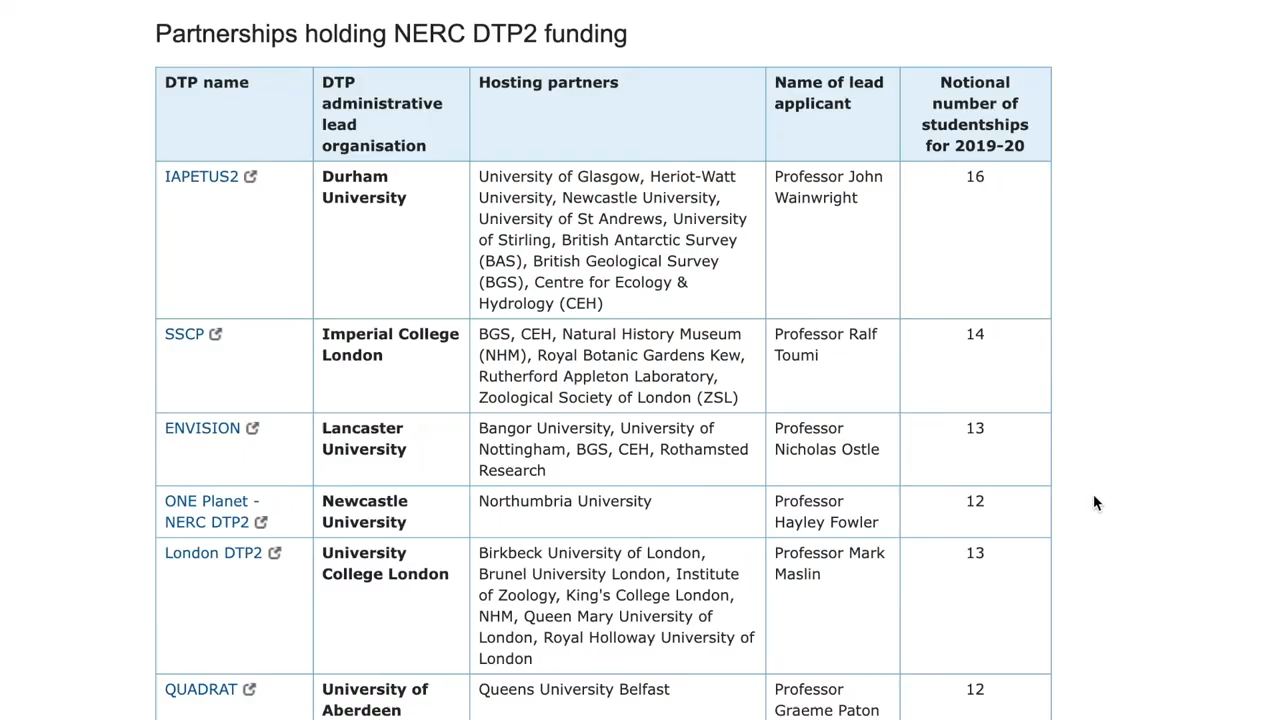 Partnerships holding NERC DTP2 funding
DTP name
DTP
administrative
lead
organisation
Hosting partners
Name of lead
applicant
Notional
number of
studentships
for 2019-20
IAPETUS2
Durham
University
University of Glasgow, Heriot-Watt
University, Newcastle University,
University of St Andrews, University
of Stirling, British Antarctic Survey
(BAS), British Geological Survey
(BGS), Centre for Ecology &
Hydrology (CEH)
Professor John
Wainwright
16
SSCP
Imperial College
London
BGS, CEH, Natural History Museum
(NHM), Royal Botanic Gardens Kew,
Rutherford Appleton Laboratory,
Zoological Society of London (ZSL)
Professor Ralf
Toumi
14
ENVISION
Lancaster
University
Bangor University, University of
Nottingham, BGS, CEH, Rothamsted
Research
Professor
Nicholas Ostle
13
ONE Planet -
NERC DTP2
Newcastle
University
Northumbria University
Professor
Hayley Fowler
12
London DTP2
University
College London
Birkbeck University of London,
Brunel University London, Institute
of Zoology, King's College London,
NHM, Queen Mary University of
London, Royal Holloway University of
London
Professor Mark
Maslin
13
QUADRAT
University of
Aberdeen
Queens University Belfast
Professor
Graeme Paton
12